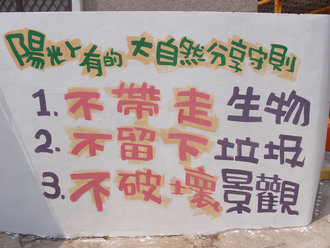 陽光上有的 大自然分享守則
1. 不帶走生物
2. 不留下垃圾
3. 不破壞景觀